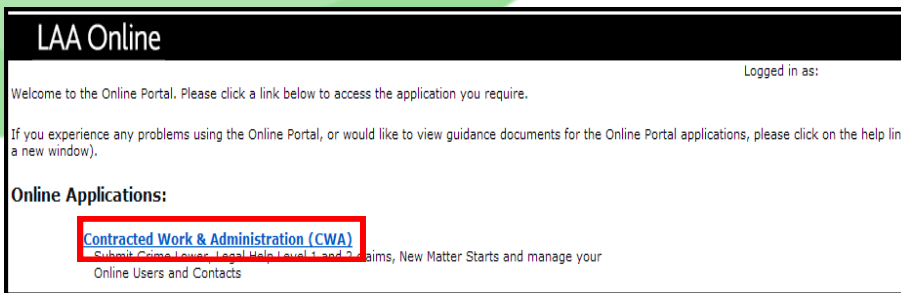 LAA Online
Logged in as:
Welcome to the Online Portal. Please click a link below to access the application you require.
If you experience any problems using the Online Portal, or would like to view guidance documents for the Online Portal applications, please click on the help lin
a new window).
Online Applications:
Contracted Work & Administration (CWA)
Submit Crime Lower, Legal Help Level 1 and 2 claims, New Matter Starts and manage your
Online Users and Contacts